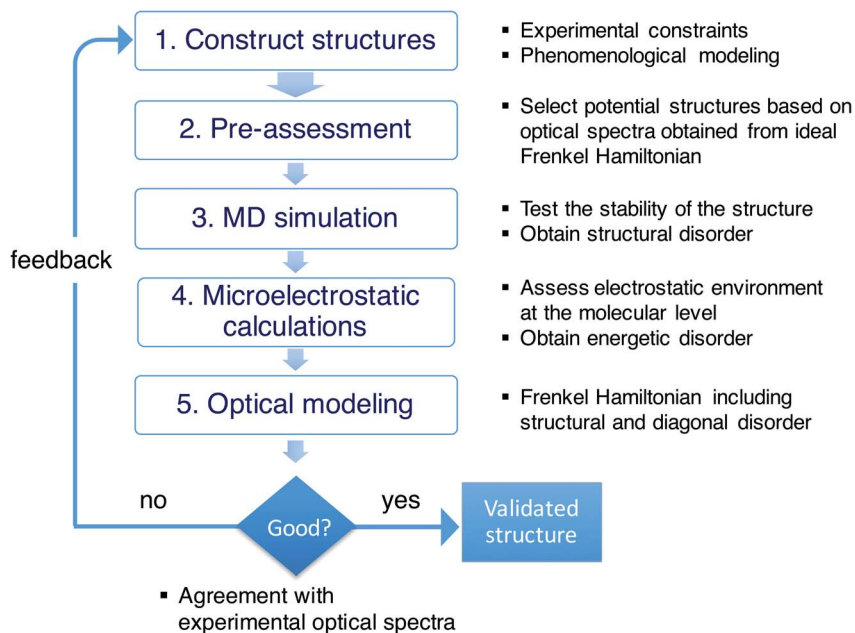 1. Construct structures
▪ Experimental constraints
▪ Phenomenological modeling
2. Pre-assessment
▪ Select potential structures based on
optical spectra obtained from ideal
Frenkel Hamiltonian
3. MD simulation
▪ Test the stability of the structure
▪ Obtain structural disorder
feedback
4. Microelectrostatic
calculations
▪ Assess electrostatic environment
at the molecular level
▪ Obtain energetic disorder
5. Optical modeling
▪ Frenkel Hamiltonian including
structural and diagonal disorder
no
Good?
yes
Validated
structure
▪ Agreement with
experimental optical spectra